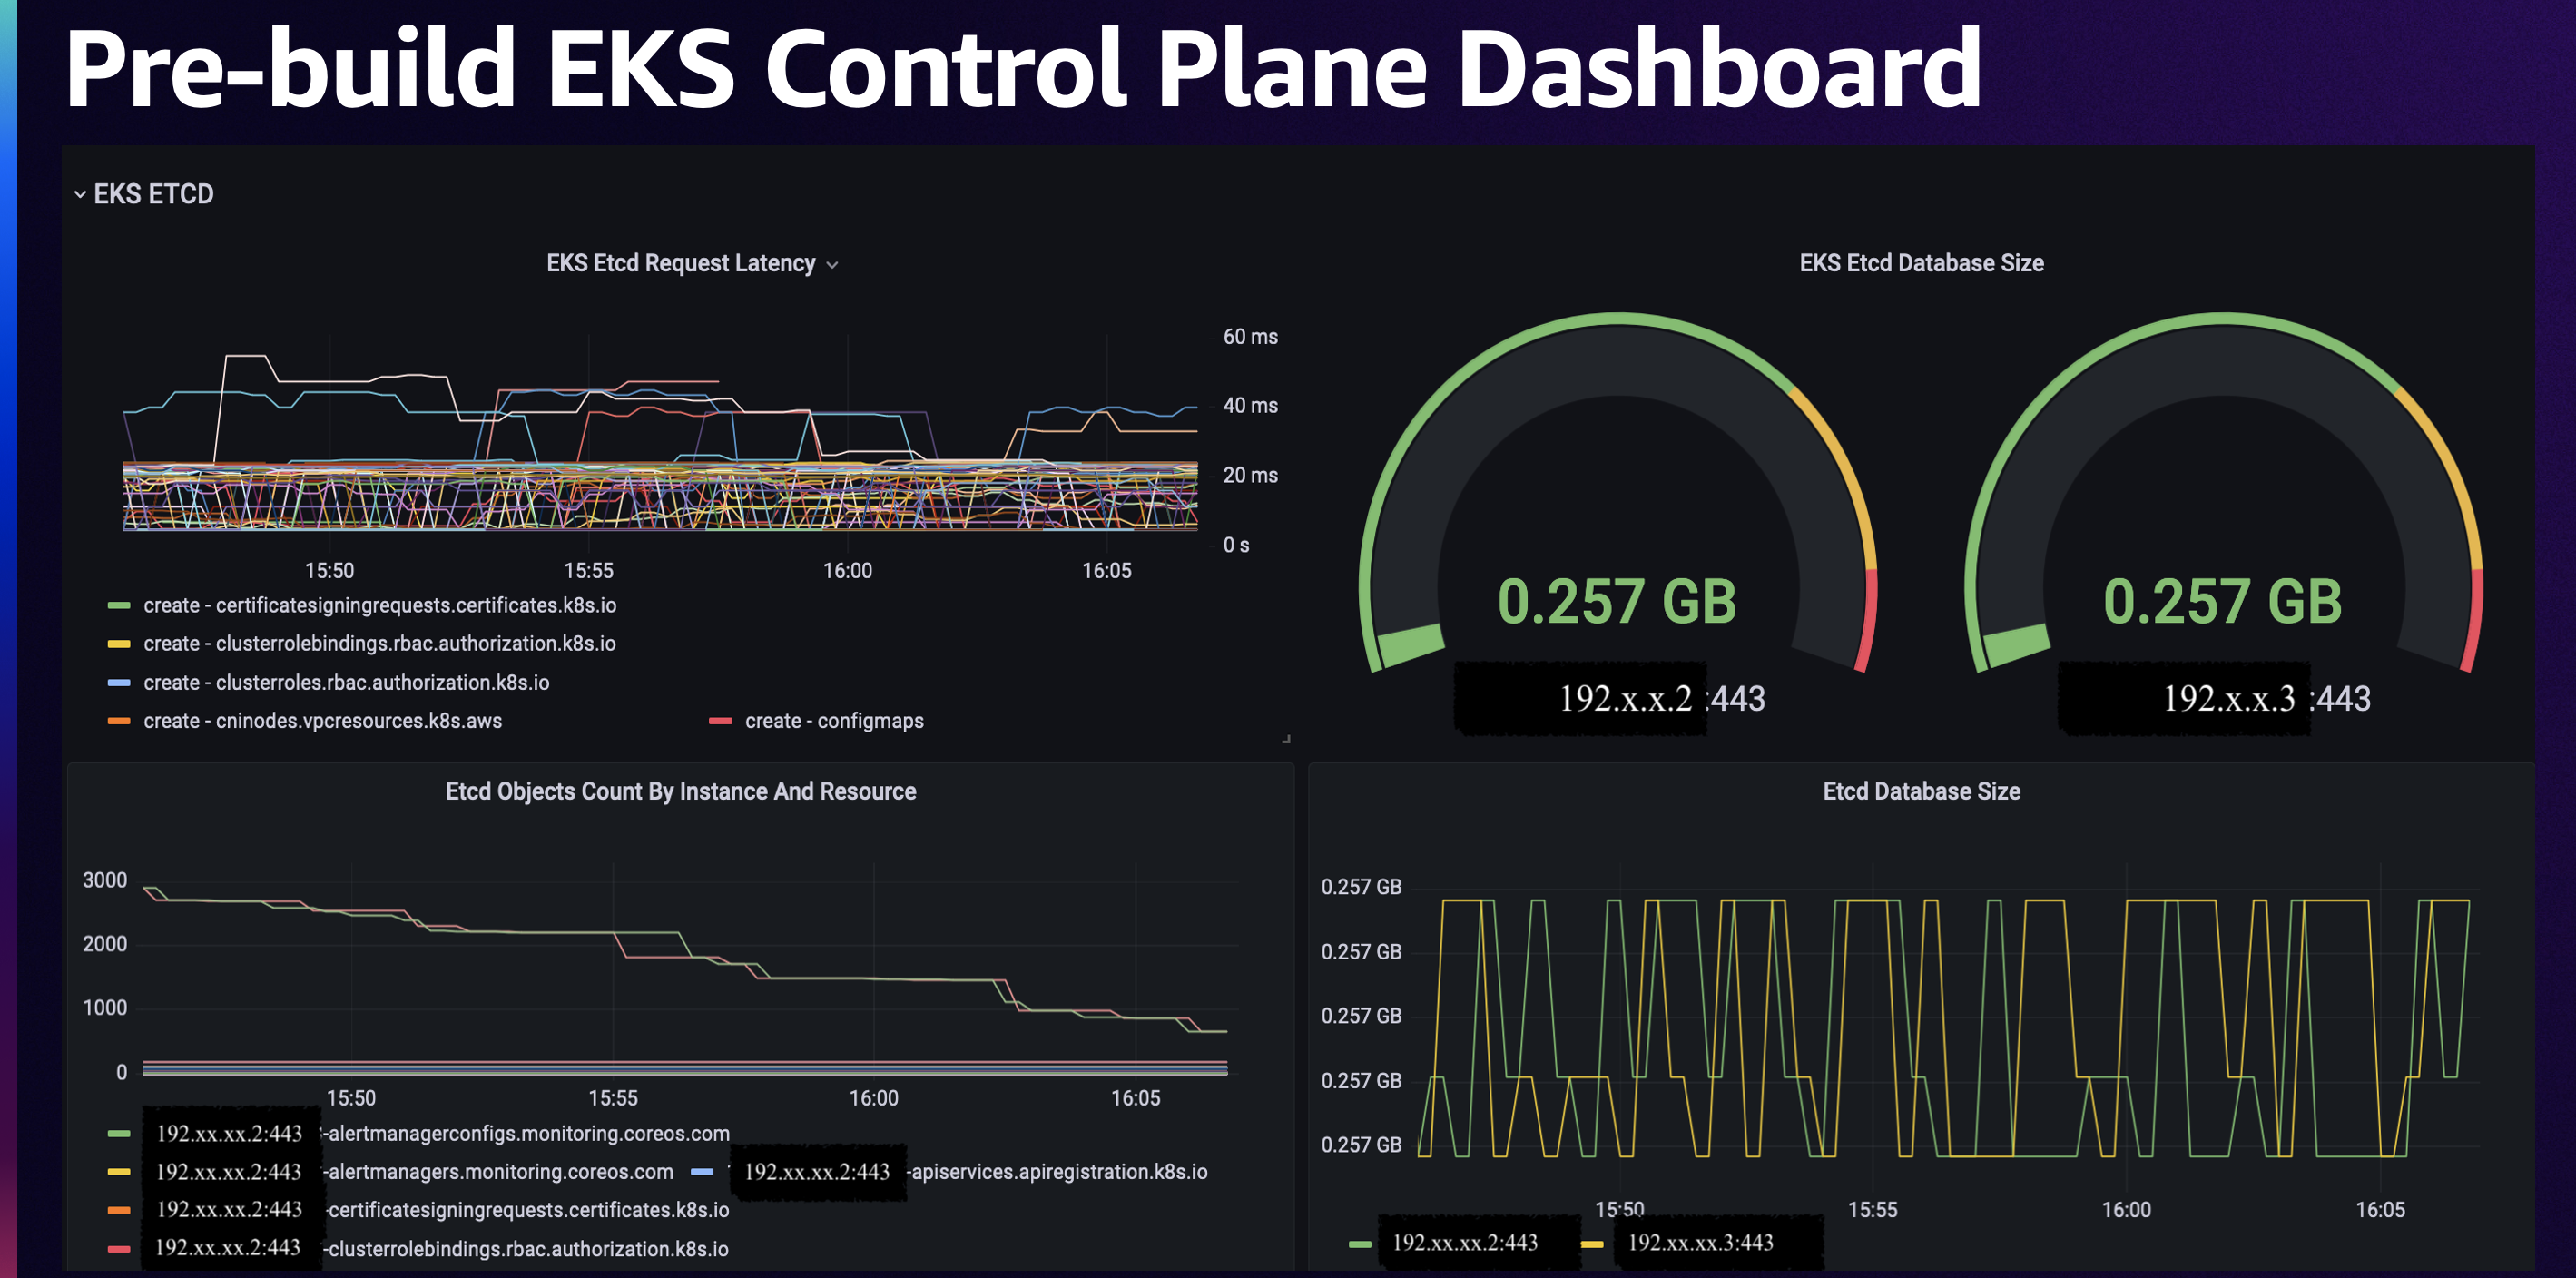 Pre-build EKS Control Plane Dashboard
EKS ETCD
EKS Etcd Request Latency
60 ms
40 ms
20 ms
0 s
15:50 15:55 16:00 16:05
create - certificatesigningrequests.certificates.k8s.io
create - clusterrolebindings.rbac.authorization.k8s.io
create - clusterroles.rbac.authorization.k8s.io
create - cninodes.vpcresources.k8s.aws create - configmaps
EKS Etcd Database Size
0.257 GB 0.257 GB
192.x.x.2 :443 192.x.x.3 :443
Etcd Objects Count By Instance And Resource
3000
2000
1000
0
15:50 15:55 16:00 16:05
192.xx.xx.2:443 -alertmanagerconfigs.monitoring.coreos.com
192.xx.xx.2:443 -alertmanagers.monitoring.coreos.com 192.xx.xx.2:443 -apiservices.apiregistration.k8s.io
192.xx.xx.2:443 -certificatesigningrequests.certificates.k8s.io
192.xx.xx.2:443 -clusterrolebindings.rbac.authorization.k8s.io
Etcd Database Size
0.257 GB
0.257 GB
0.257 GB
0.257 GB
0.257 GB
15:50 15:55 16:00 16:05
192.xx.xx.2:443 192.xx.xx.3:443